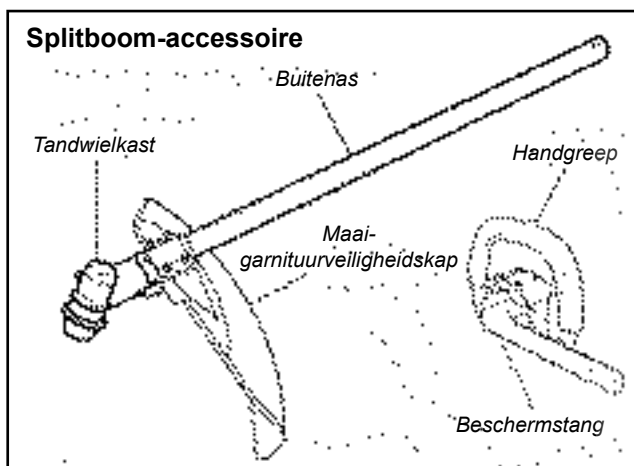 Splitboom-accessoire
Buitenas
Tandwielkast
Handgreep
Maai-
garnituurveiligheidskap
Beschermstang